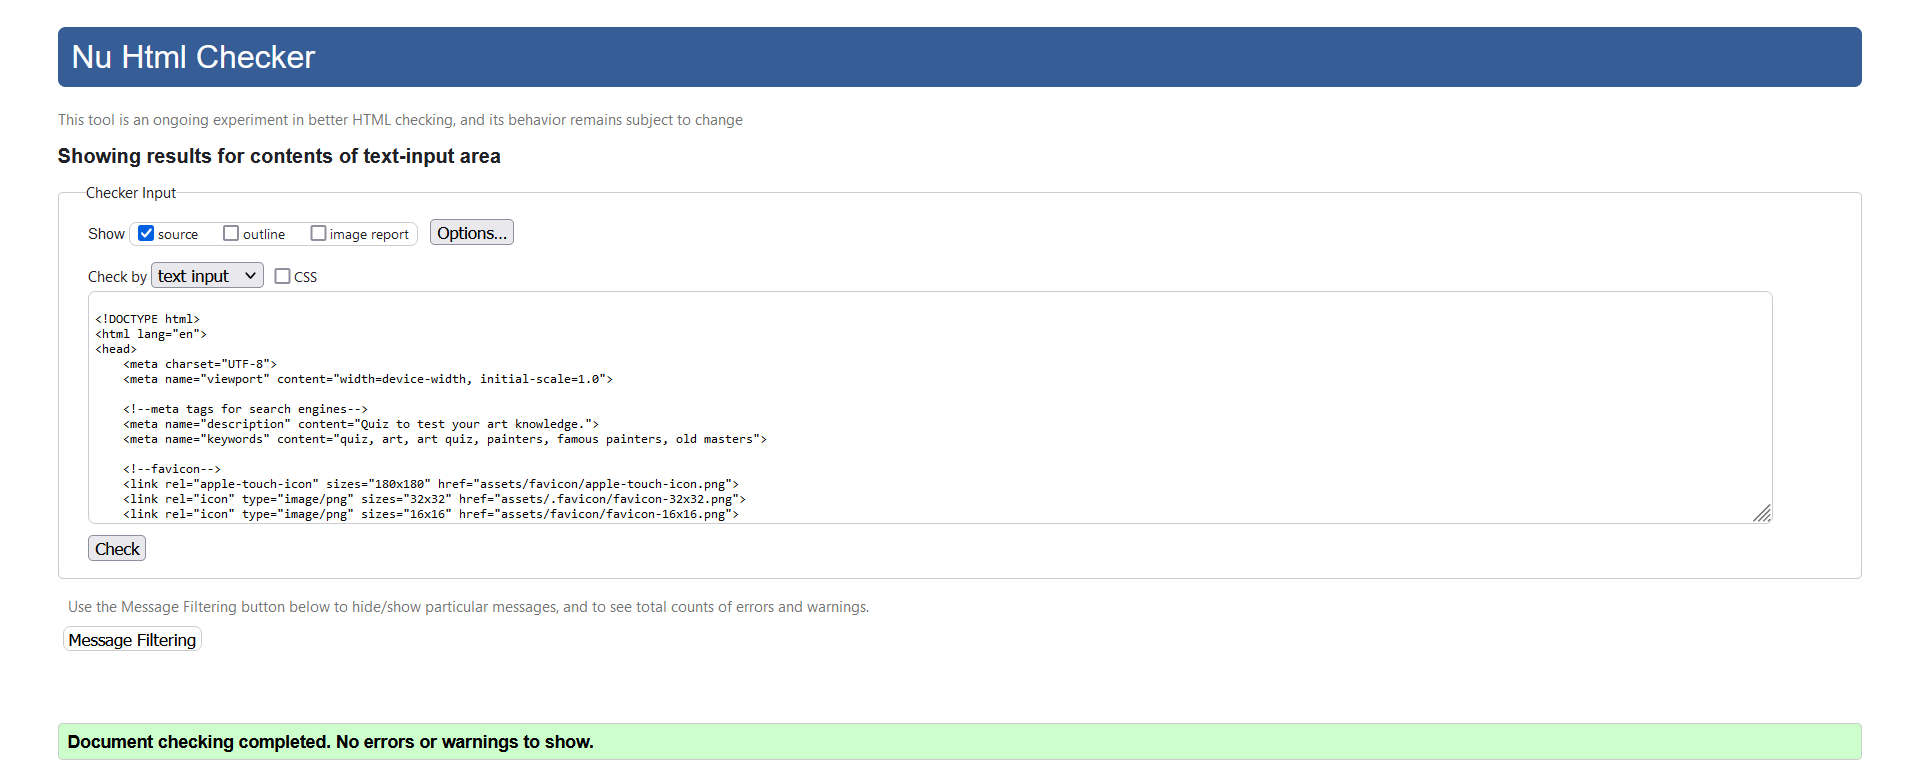 Nu Html Checker
This tool is an ongoing experiment in better HTML checking, and its behavior remains subject to change
Showing results for contents of text-input area
Checker Input
Show source outline image report Options...
Check by text input CSS
<!DOCTYPE html>
<html lang="en">
<head>
    <meta charset="UTF-8">
    <meta name="viewport" content="width=device-width, initial-scale=1.0">
    <!--meta tags for search engines-->
    <meta name="description" content="Quiz to test your art knowledge.">
    <meta name="keywords" content="quiz, art, art quiz, painters, famous painters, old masters">
    <!--favicon-->
    <link rel="apple-touch-icon" sizes="180x180" href="assets/favicon/apple-touch-icon.png">
    <link rel="icon" type="image/png" sizes="32x32" href="assets/.favicon/favicon-32x32.png">
    <link rel="icon" type="image/png" sizes="16x16" href="assets/favicon/favicon-16x16.png">
Check
Use the Message Filtering button below to hide/show particular messages, and to see total counts of errors and warnings.
Message Filtering
Document checking completed. No errors or warnings to show.